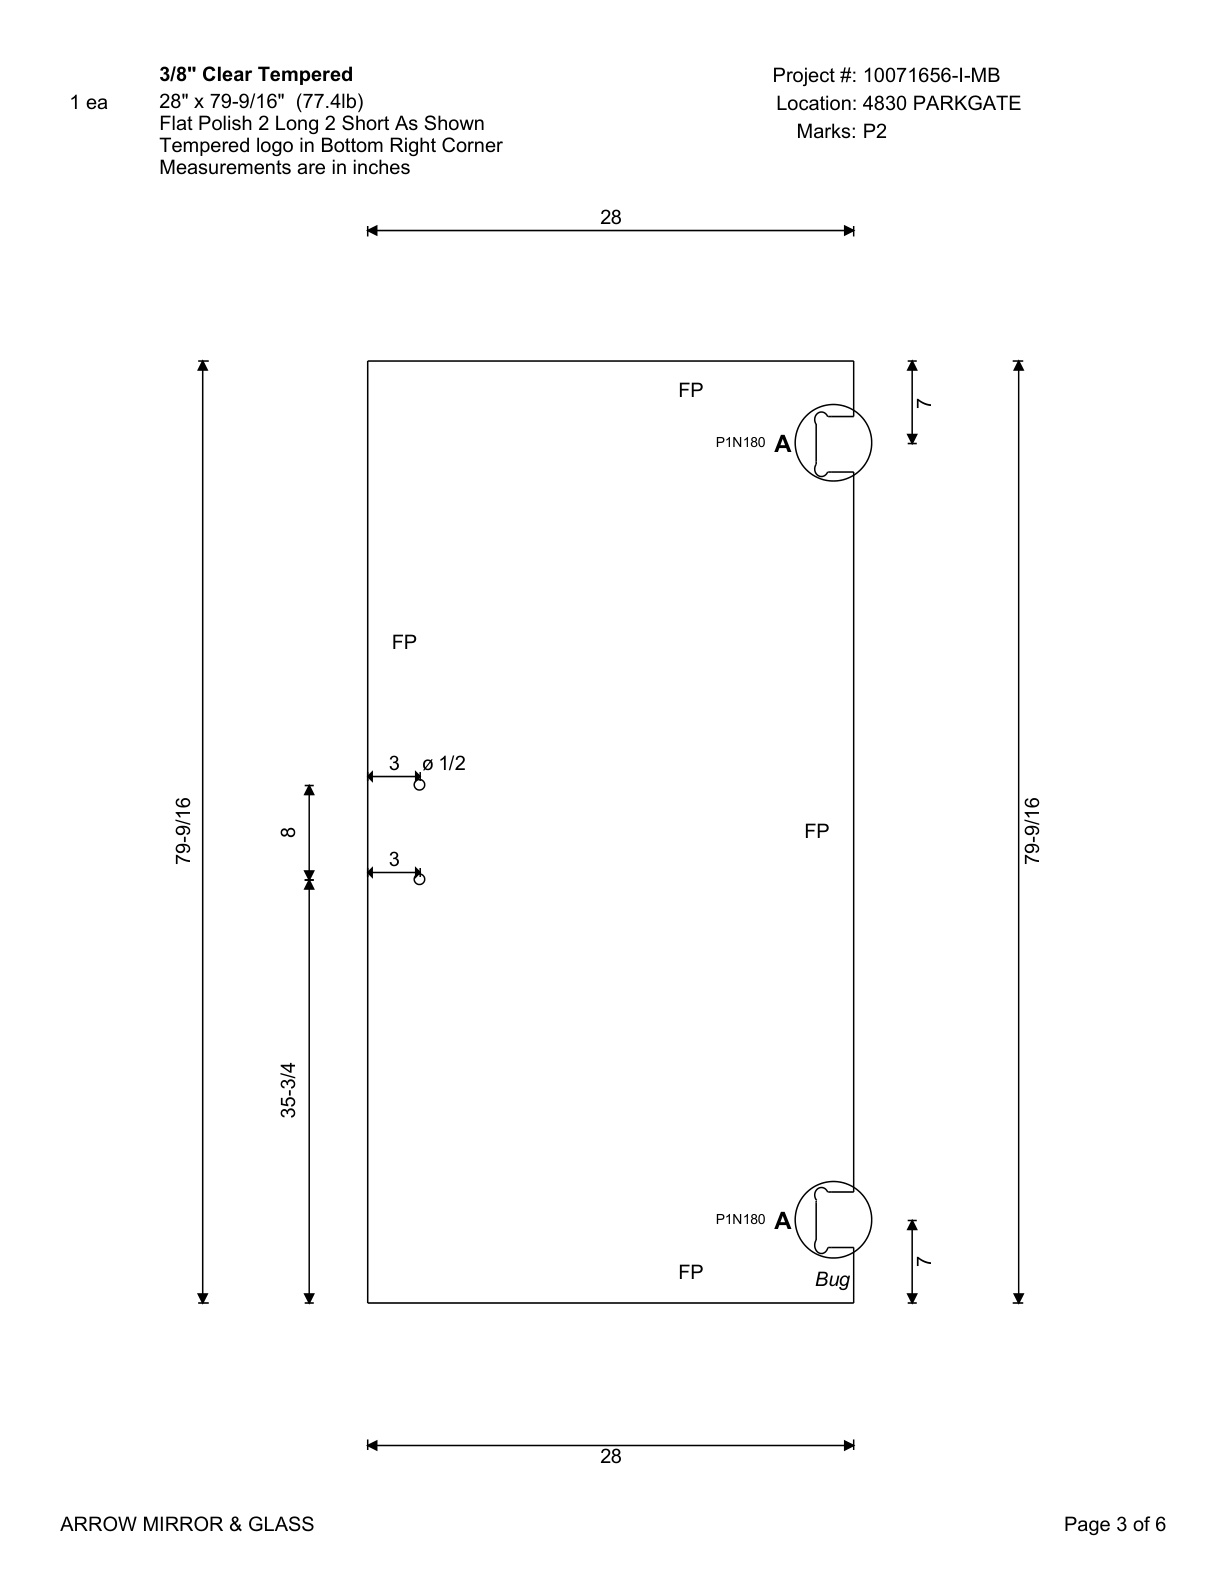 3/8" Clear Tempered
Project #: 10071656-I-MB
1 ea
28" x 79-9/16" (77.4lb)
Location: 4830 PARKGATE
Flat Polish 2 Long 2 Short As Shown
Marks: P2
Tempered logo in Bottom Right Corner
Measurements are in inches
28
FP
7
P1N180 A
FP
3 ø 1/2
79-9/16
8
FP
79-9/16
3
35-3/4
P1N180 A
7
FP
Bug
28
ARROW MIRROR & GLASS
Page 3 of 6